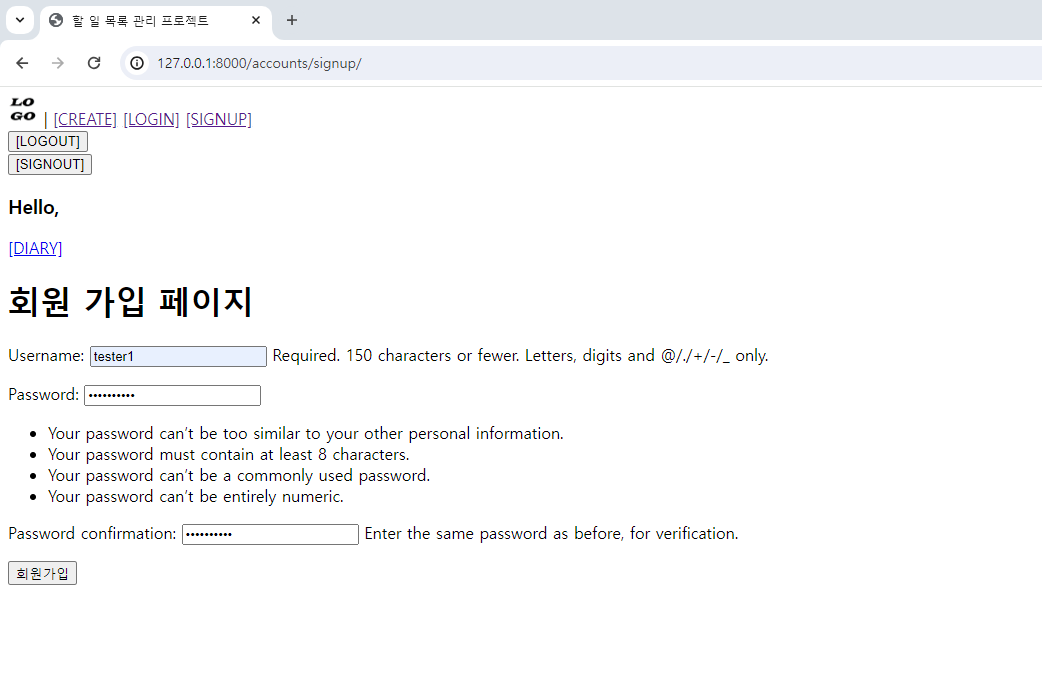 할 일 목록 관리 프로젝트
127.0.0.1:8000/accounts/signup/
LO
GO | [CREATE] [LOGIN] [SIGNUP]
[LOGOUT]
[SIGNOUT]
Hello,
[DIARY]
회원 가입 페이지
Username: tester1 Required. 150 characters or fewer. Letters, digits and @/./+/-/_ only.
Password: ••••••••••
• Your password can't be too similar to your other personal information.
• Your password must contain at least 8 characters.
• Your password can't be a commonly used password.
• Your password can't be entirely numeric.
Password confirmation: •••••••••• Enter the same password as before, for verification.
회원가입